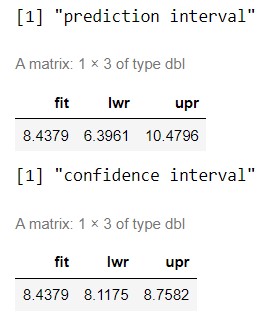 [1] "prediction interval"
A matrix: 1 × 3 of type dbl
fit lwr upr
8.4379 6.3961 10.4796
[1] "confidence interval"
A matrix: 1 × 3 of type dbl
fit lwr upr
8.4379 8.1175 8.7582